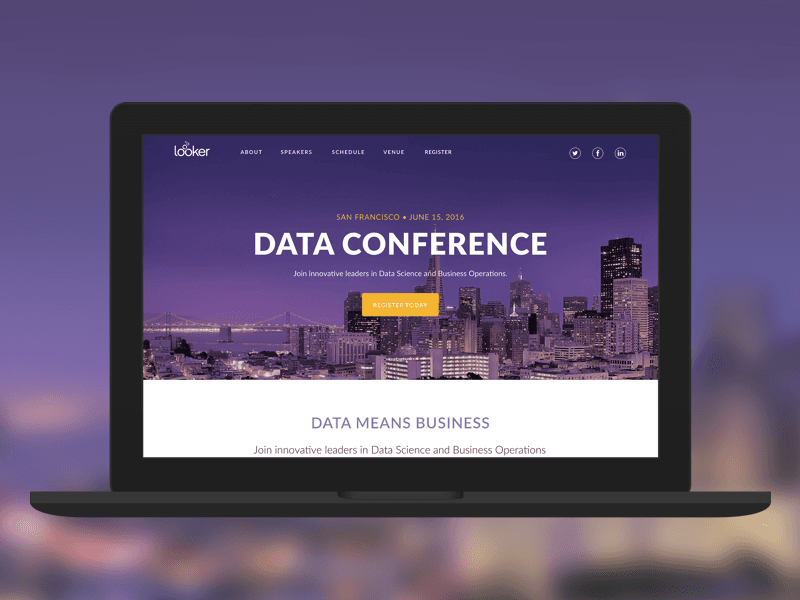 looker
ABOUT SPEAKERS SCHEDULE VENUE REGISTER
SAN FRANCISCO • JUNE 15, 2016
DATA CONFERENCE
Join innovative leaders in Data Science and Business Operations.
REGISTER TODAY
DATA MEANS BUSINESS
Join innovative leaders in Data Science and Business Operations